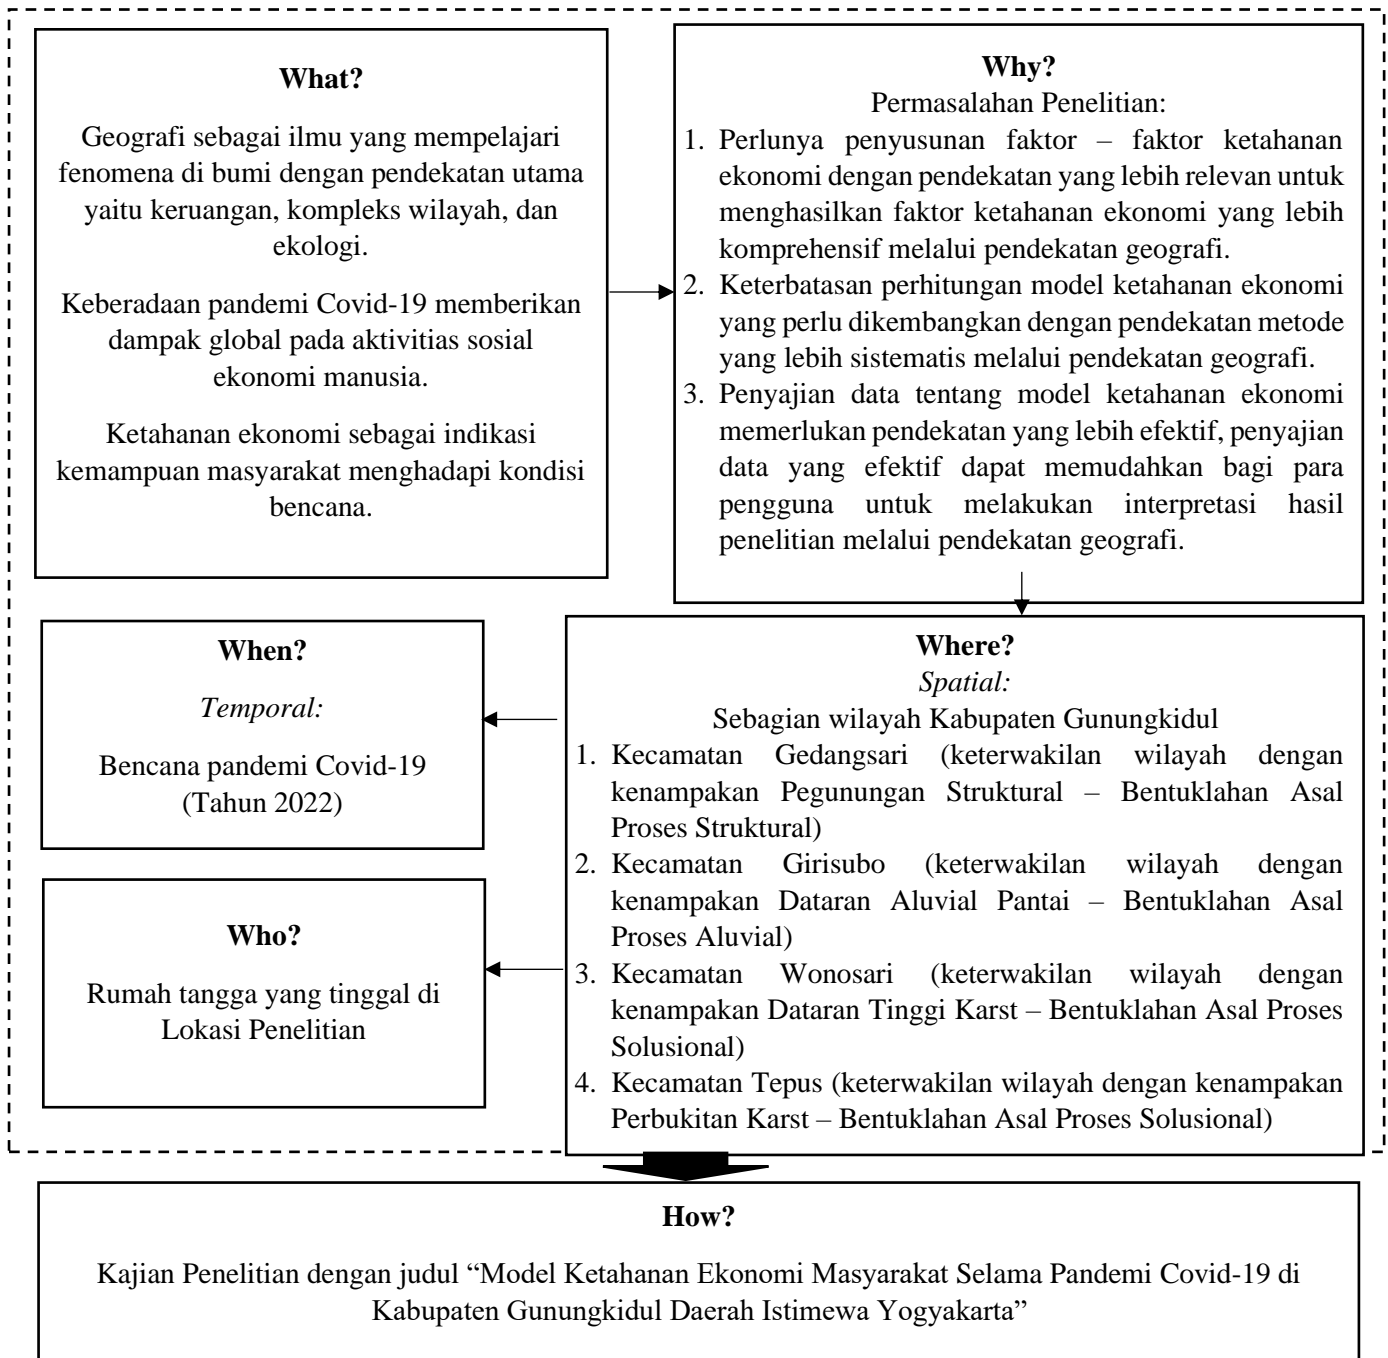 What?
Geografi sebagai ilmu yang mempelajari
fenomena di bumi dengan pendekatan utama
yaitu keruangan, kompleks wilayah, dan
ekologi.
Keberadaan pandemi Covid-19 memberikan
dampak global pada aktivitias sosial
ekonomi manusia.
Ketahanan ekonomi sebagai indikasi
kemampuan masyarakat menghadapi kondisi
bencana.
Why?
Permasalahan Penelitian:
1. Perlunya penyusunan faktor – faktor ketahanan
ekonomi dengan pendekatan yang lebih relevan untuk
menghasilkan faktor ketahanan ekonomi yang lebih
komprehensif melalui pendekatan geografi.
2. Keterbatasan perhitungan model ketahanan ekonomi
yang perlu dikembangkan dengan pendekatan metode
yang lebih sistematis melalui pendekatan geografi.
3. Penyajian data tentang model ketahanan ekonomi
memerlukan pendekatan yang lebih efektif, penyajian
data yang efektif dapat memudahkan bagi para
pengguna untuk melakukan interpretasi hasil
penelitian melalui pendekatan geografi.
When?
Temporal:
Bencana pandemi Covid-19
(Tahun 2022)
Who?
Rumah tangga yang tinggal di
Lokasi Penelitian
Where?
Spatial:
Sebagian wilayah Kabupaten Gunungkidul
1. Kecamatan Gedangsari (keterwakilan wilayah dengan
kenampakan Pegunungan Struktural – Bentuklahan Asal
Proses Struktural)
2. Kecamatan Girisubo (keterwakilan wilayah dengan
kenampakan Dataran Aluvial Pantai – Bentuklahan Asal
Proses Aluvial)
3. Kecamatan Wonosari (keterwakilan wilayah dengan
kenampakan Dataran Tinggi Karst – Bentuklahan Asal Proses
Solusional)
4. Kecamatan Tepus (keterwakilan wilayah dengan kenampakan
Perbukitan Karst – Bentuklahan Asal Proses Solusional)
How?
Kajian Penelitian dengan judul “Model Ketahanan Ekonomi Masyarakat Selama Pandemi Covid-19 di
Kabupaten Gunungkidul Daerah Istimewa Yogyakarta”